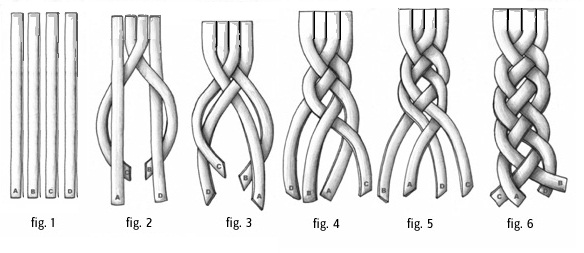 A B C D
A C B D
D C B A
D B A C
B A D C
C A B
fig. 1 fig. 2 fig. 3 fig. 4 fig. 5 fig. 6